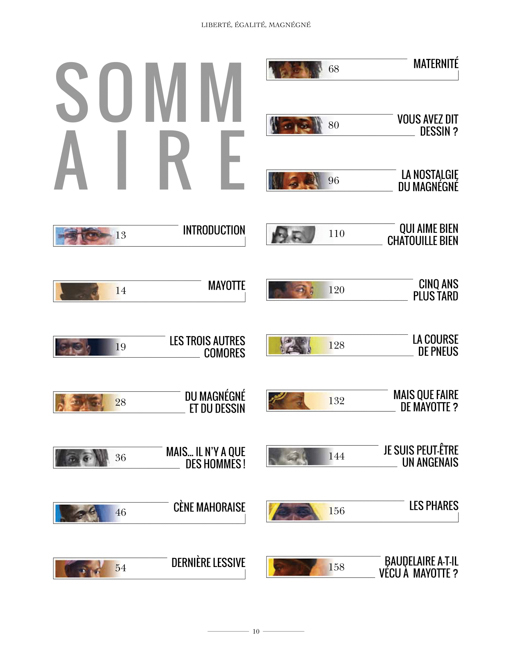 LIBERTÉ, ÉGALITÉ, MAGNÉGNÉ
SOMM
AIRE
13 INTRODUCTION
14 MAYOTTE
19 LES TROIS AUTRES
COMORES
28 DU MAGNÉGNÉ
ET DU DESSIN
36 MAIS... IL N'Y A QUE
DES HOMMES !
46 CÈNE MAHORAISE
54 DERNIÈRE LESSIVE
68 MATERNITÉ
80 VOUS AVEZ DIT
DESSIN ?
96 LA NOSTALGIE
DU MAGNÉGNÉ
110 QUI AIME BIEN
CHATOUILLE BIEN
120 CINQ ANS
PLUS TARD
128 LA COURSE
DE PNEUS
132 MAIS QUE FAIRE
DE MAYOTTE ?
144 JE SUIS PEUT-ÊTRE
UN ANGENAIS
156 LES PHARES
158 BAUDELAIRE A-T-IL
VÉCU À MAYOTTE ?
10